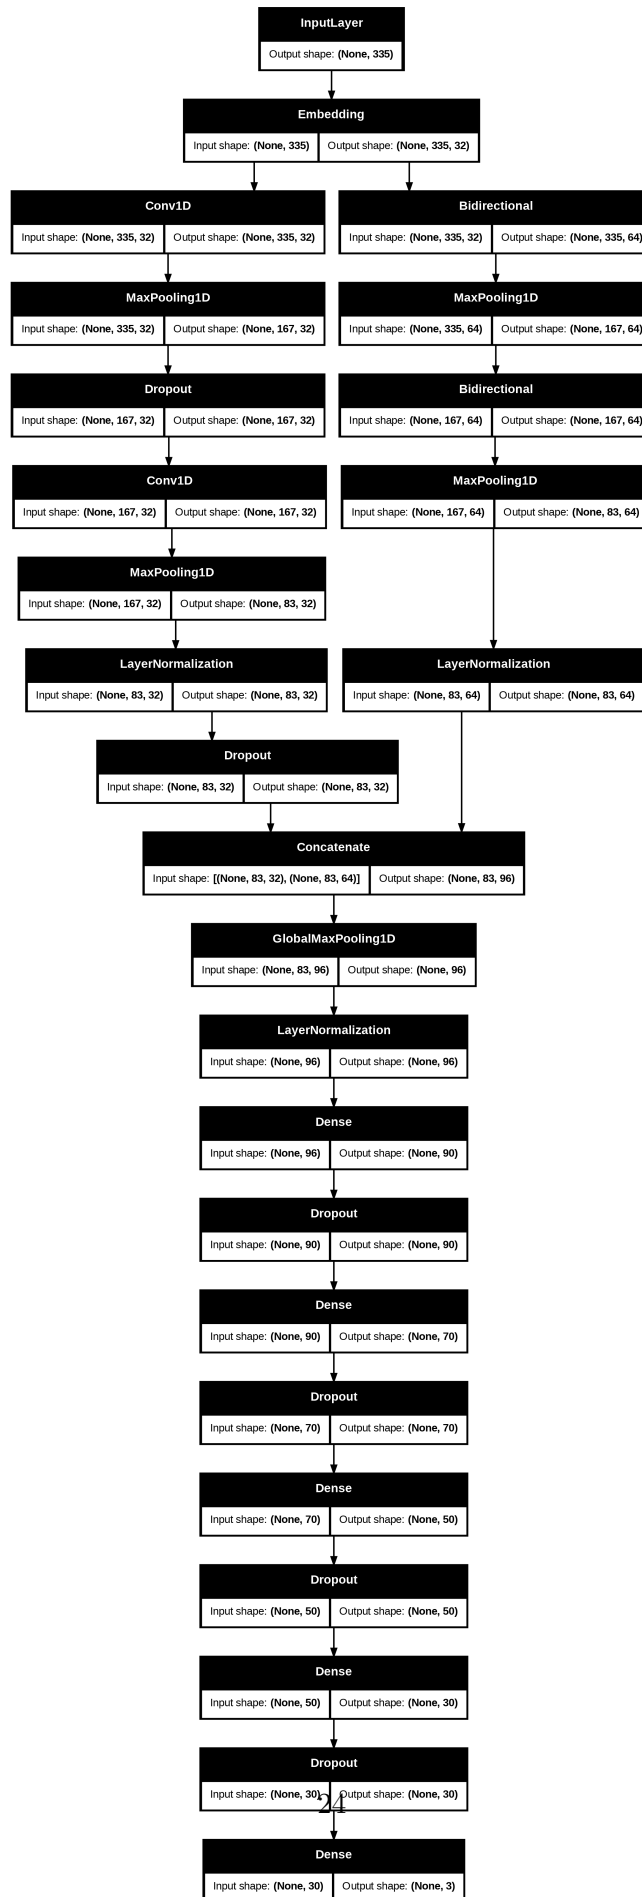 InputLayer
Output shape: (None, 335)
Embedding
Input shape: (None, 335) Output shape: (None, 335, 32)
Conv1D Bidirectional
Input shape: (None, 335, 32) Output shape: (None, 335, 32) Input shape: (None, 335, 32) Output shape: (None, 335, 64)
MaxPooling1D MaxPooling1D
Input shape: (None, 335, 32) Output shape: (None, 167, 32) Input shape: (None, 335, 64) Output shape: (None, 167, 64)
Dropout Bidirectional
Input shape: (None, 167, 32) Output shape: (None, 167, 32) Input shape: (None, 167, 64) Output shape: (None, 167, 64)
Conv1D MaxPooling1D
Input shape: (None, 167, 32) Output shape: (None, 167, 32) Input shape: (None, 167, 64) Output shape: (None, 83, 64)
MaxPooling1D
Input shape: (None, 167, 32) Output shape: (None, 83, 32)
LayerNormalization LayerNormalization
Input shape: (None, 83, 32) Output shape: (None, 83, 32) Input shape: (None, 83, 64) Output shape: (None, 83, 64)
Dropout
Input shape: (None, 83, 32) Output shape: (None, 83, 32)
Concatenate
Input shape: [(None, 83, 32), (None, 83, 64)] Output shape: (None, 83, 96)
GlobalMaxPooling1D
Input shape: (None, 83, 96) Output shape: (None, 96)
LayerNormalization
Input shape: (None, 96) Output shape: (None, 96)
Dense
Input shape: (None, 96) Output shape: (None, 90)
Dropout
Input shape: (None, 90) Output shape: (None, 90)
Dense
Input shape: (None, 90) Output shape: (None, 70)
Dropout
Input shape: (None, 70) Output shape: (None, 70)
Dense
Input shape: (None, 70) Output shape: (None, 50)
Dropout
Input shape: (None, 50) Output shape: (None, 50)
Dense
Input shape: (None, 50) Output shape: (None, 30)
Dropout
Input shape: (None, 30) Output shape: (None, 30)
24
Dense
Input shape: (None, 30) Output shape: (None, 3)